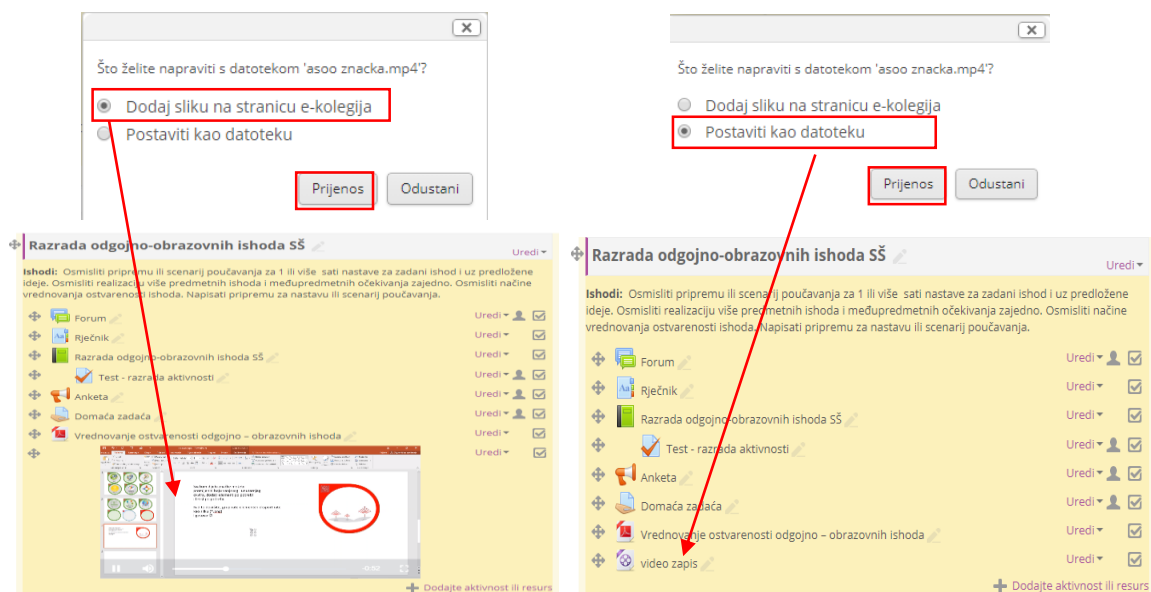 Što želite napraviti s datotekom 'asoo znacka.mp4'?
Dodaj sliku na stranicu e-kolegija
Postaviti kao datoteku
Prijenos
Odustani
Razrada odgojno-obrazovnih ishoda SŠ
Uredi
Ishodi: Osmisliti pripremu ili scenarij poučavanja za 1 ili više sati nastave za zadani ishod i uz predložene
ideje. Osmisliti realizaciju više predmetnih ishoda i međupredmetnih očekivanja zajedno. Osmisliti načine
vrednovanja ostvarenosti ishoda. Napisati pripremu za nastavu ili scenarij poučavanja.
Forum Uredi
Rječnik Uredi
Razrada odgojno-obrazovnih ishoda SŠ Uredi
Test - razrada aktivnosti Uredi
Anketa Uredi
Domaća zadaća Uredi
Vrednovanje ostvarenosti odgojno – obrazovnih ishoda Uredi
Uredi
-0:52
Dodajte aktivnost ili resurs
Što želite napraviti s datotekom 'asoo znacka.mp4'?
Dodaj sliku na stranicu e-kolegija
Postaviti kao datoteku
Prijenos
Odustani
Razrada odgojno-obrazovnih ishoda SŠ
Uredi
Ishodi: Osmisliti pripremu ili scenarij poučavanja za 1 ili više sati nastave za zadani ishod i uz predložene
ideje. Osmisliti realizaciju više predmetnih ishoda i međupredmetnih očekivanja zajedno. Osmisliti načine
vrednovanja ostvarenosti ishoda. Napisati pripremu za nastavu ili scenarij poučavanja.
Forum Uredi
Rječnik Uredi
Razrada odgojno-obrazovnih ishoda SŠ Uredi
Test - razrada aktivnosti Uredi
Anketa Uredi
Domaća zadaća Uredi
Vrednovanje ostvarenosti odgojno – obrazovnih ishoda Uredi
video zapis Uredi
Dodajte aktivnost ili resurs